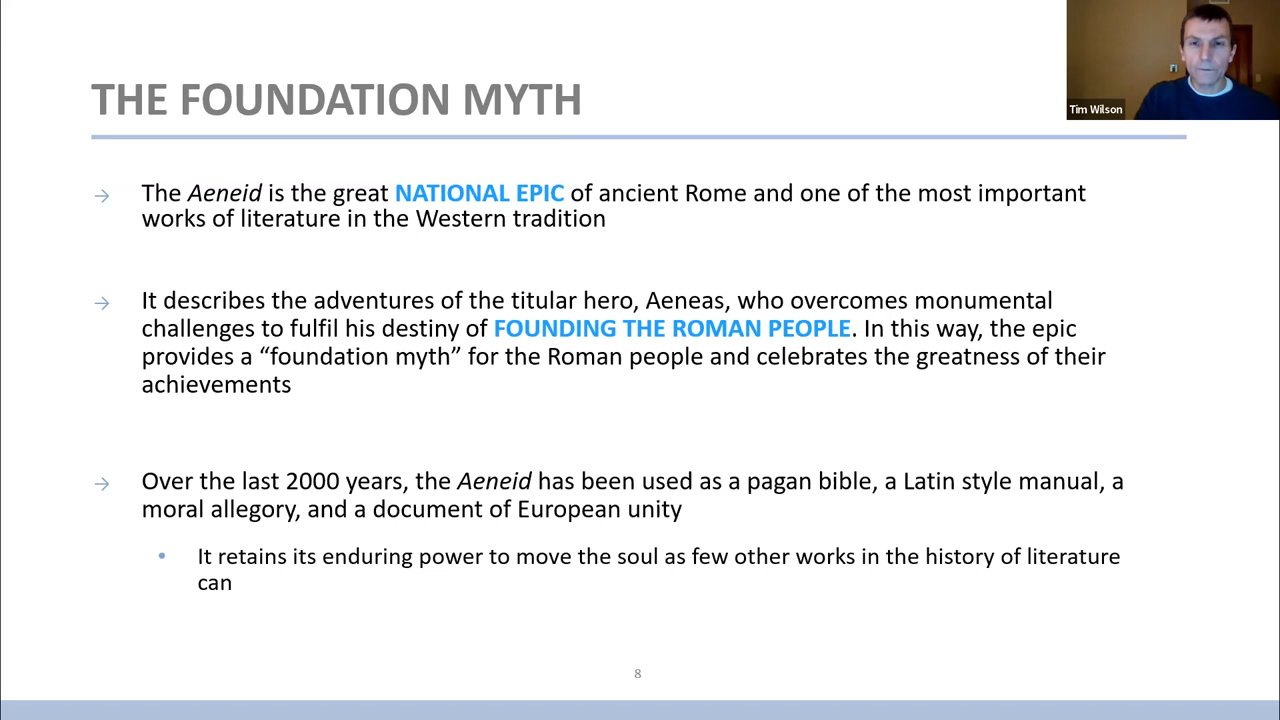 THE FOUNDATION MYTH
Tim Wilson
→ The Aeneid is the great NATIONAL EPIC of ancient Rome and one of the most important
works of literature in the Western tradition
→ It describes the adventures of the titular hero, Aeneas, who overcomes monumental
challenges to fulfil his destiny of FOUNDING THE ROMAN PEOPLE. In this way, the epic
provides a “foundation myth” for the Roman people and celebrates the greatness of their
achievements
→ Over the last 2000 years, the Aeneid has been used as a pagan bible, a Latin style manual, a
moral allegory, and a document of European unity
• It retains its enduring power to move the soul as few other works in the history of literature
can
8